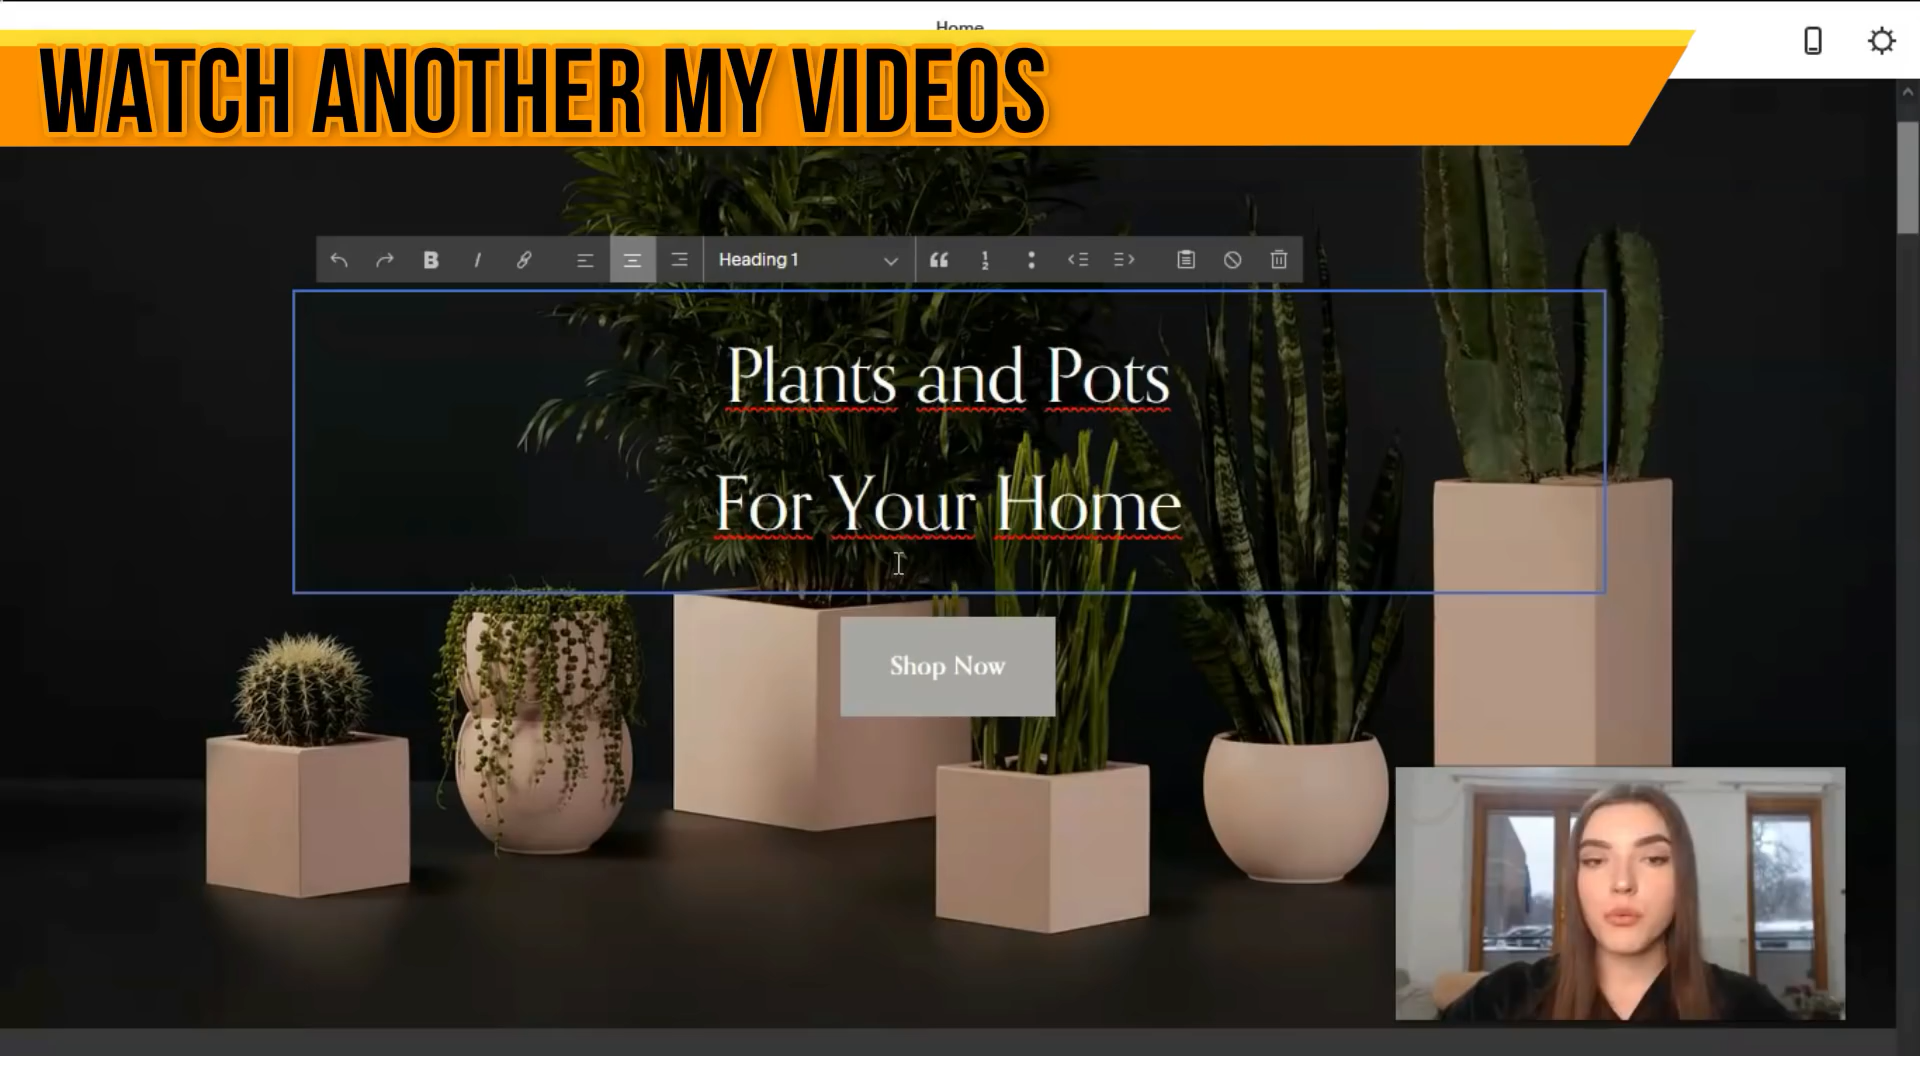 Home
WATCH ANOTHER MY VIDEOS
Heading 1
Plants and Pots
For Your Home
Shop Now